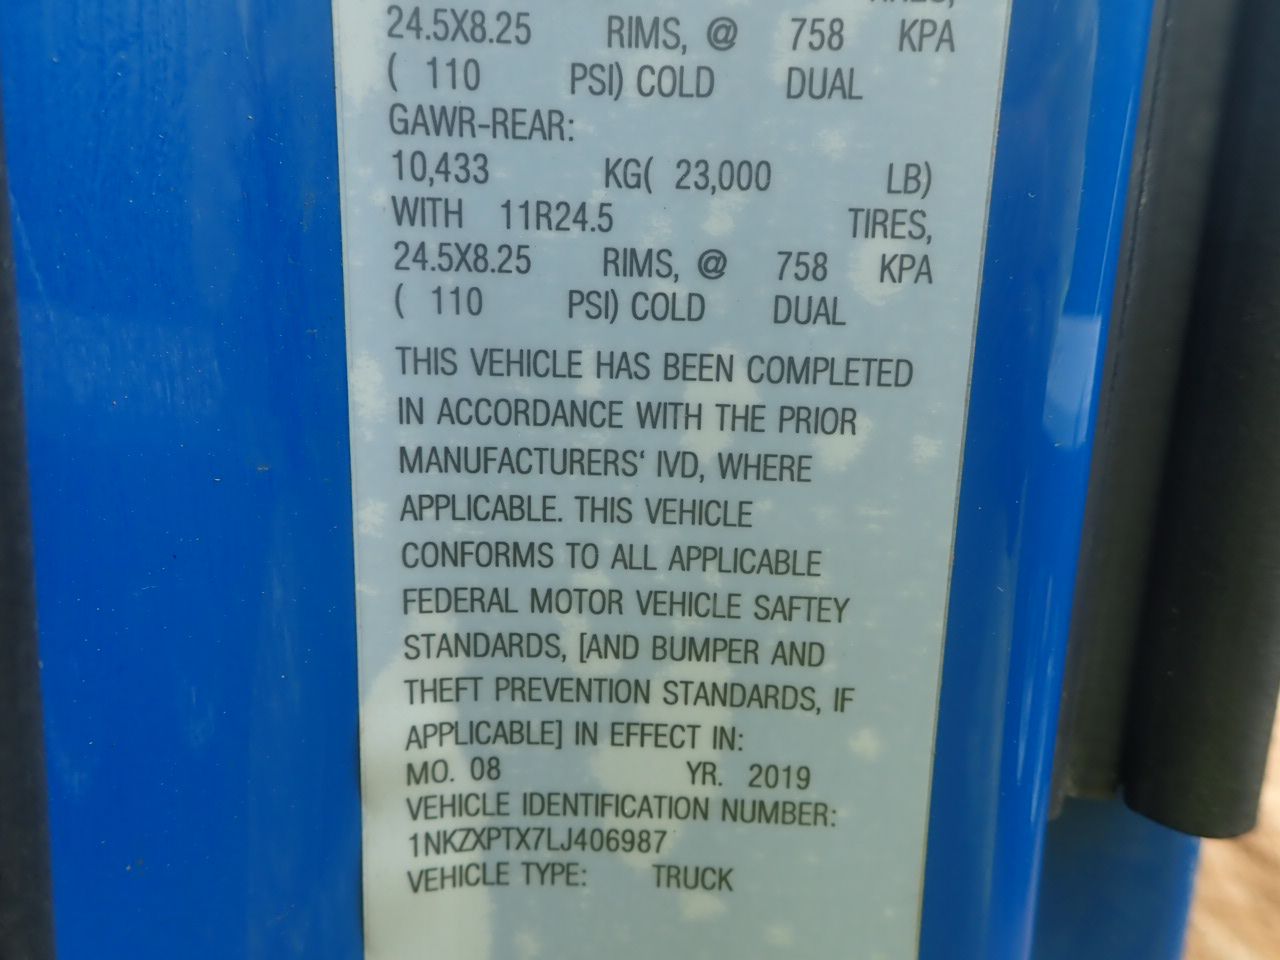 24.5X8.25 RIMS, @ 758 KPA
( 110 PSI) COLD DUAL
GAWR-REAR:
10,433 KG( 23,000 LB)
WITH 11R24.5 TIRES,
24.5X8.25 RIMS, @ 758 KPA
( 110 PSI) COLD DUAL
THIS VEHICLE HAS BEEN COMPLETED
IN ACCORDANCE WITH THE PRIOR
MANUFACTURERS‘ IVD, WHERE
APPLICABLE. THIS VEHICLE
CONFORMS TO ALL APPLICABLE
FEDERAL MOTOR VEHICLE SAFTEY
STANDARDS, [AND BUMPER AND
THEFT PREVENTION STANDARDS, IF
APPLICABLE] IN EFFECT IN:
MO. 08 YR. 2019
VEHICLE IDENTIFICATION NUMBER:
1NKZXPTX7LJ406987
VEHICLE TYPE: TRUCK